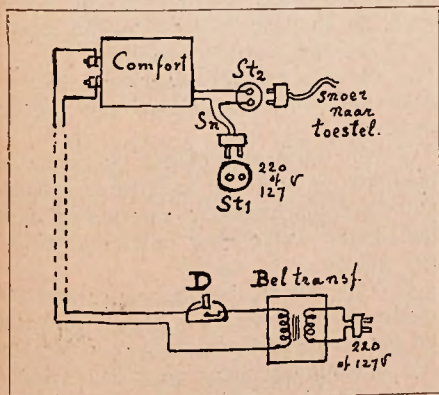 Comfort
St2
snoer
naar
toestel.
Sn
220
of
127 V
St1
D
Bel transf.
220
of 127V